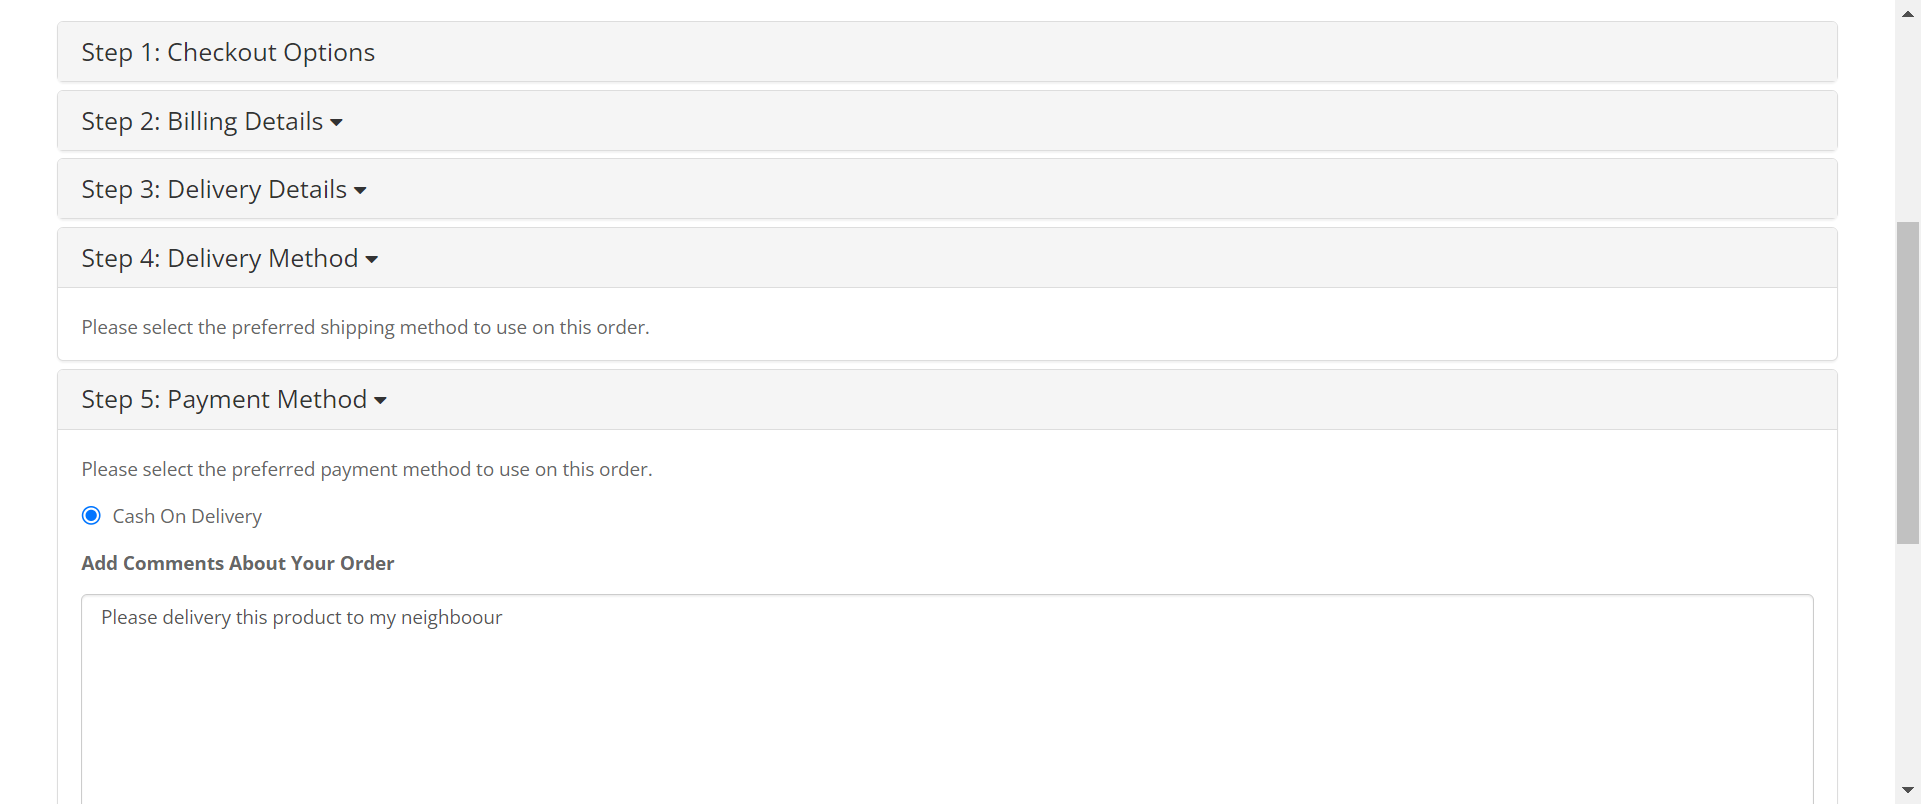 Step 1: Checkout Options
Step 2: Billing Details
Step 3: Delivery Details
Step 4: Delivery Method
Please select the preferred shipping method to use on this order.
Step 5: Payment Method
Please select the preferred payment method to use on this order.
Cash On Delivery
Add Comments About Your Order
Please delivery this product to my neighboour